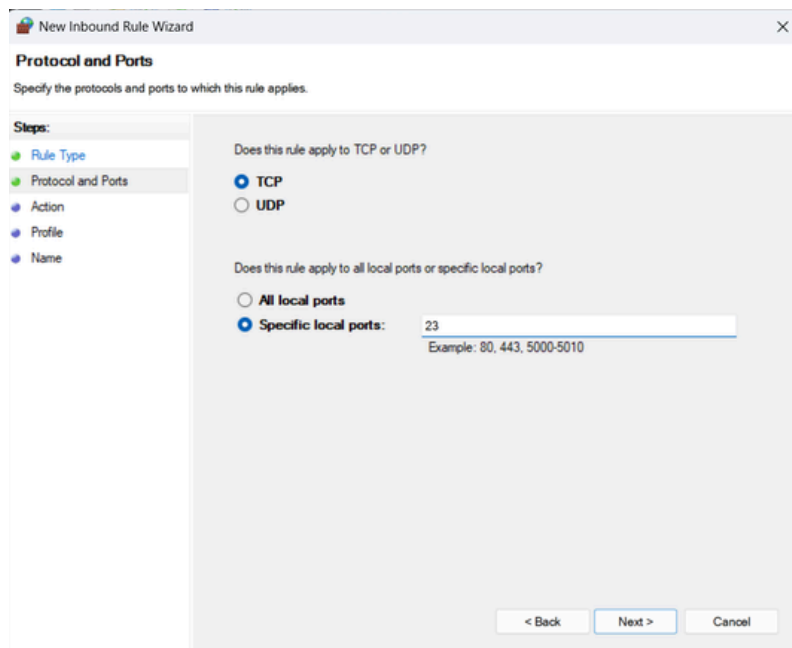 New Inbound Rule Wizard
Protocol and Ports
Specify the protocols and ports to which this rule applies.
Steps:
Rule Type
Protocol and Ports
Action
Profile
Name
Does this rule apply to TCP or UDP?
TCP
UDP
Does this rule apply to all local ports or specific local ports?
All local ports
Specific local ports: 23
Example: 80, 443, 5000-5010
< Back Next > Cancel